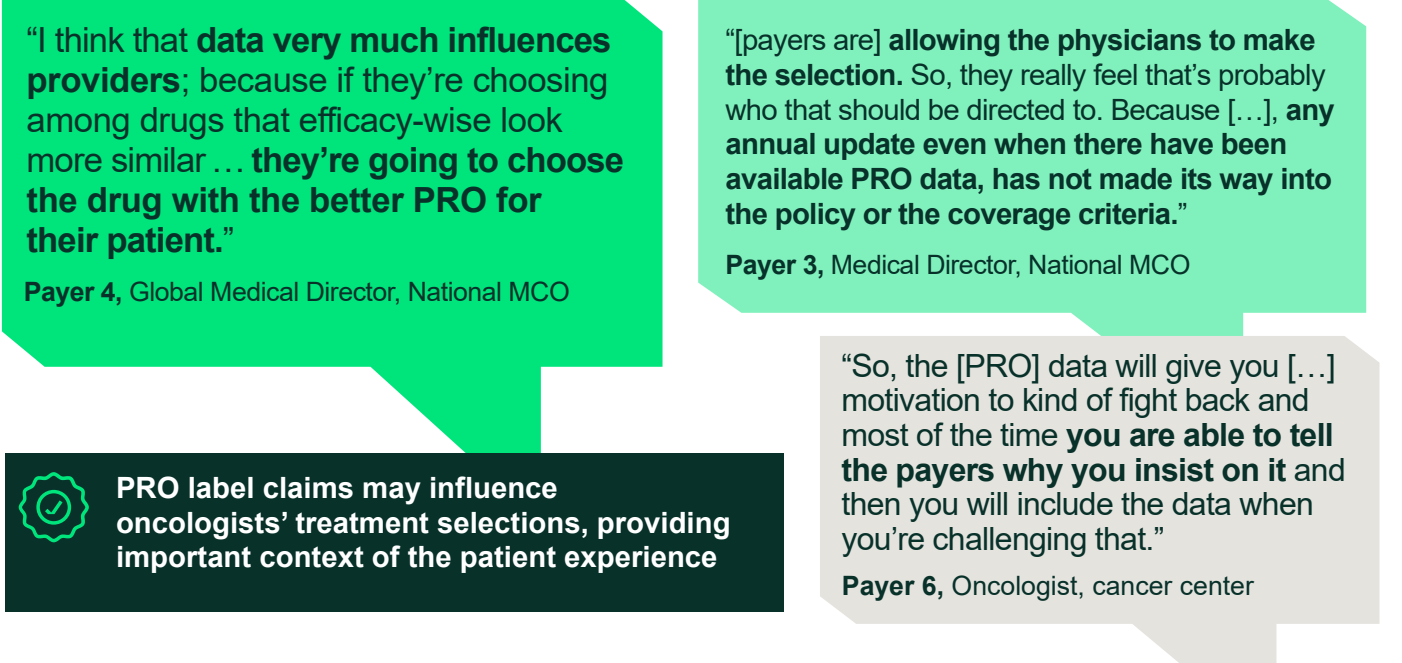 “I think that data very much influences
providers; because if they’re choosing
among drugs that efficacy-wise look
more similar … they’re going to choose
the drug with the better PRO for
their patient.”
Payer 4, Global Medical Director, National MCO
“[payers are] allowing the physicians to make
the selection. So, they really feel that’s probably
who that should be directed to. Because […], any
annual update even when there have been
available PRO data, has not made its way into
the policy or the coverage criteria.”
Payer 3, Medical Director, National MCO
“So, the [PRO] data will give you […]
motivation to kind of fight back and
most of the time you are able to tell
the payers why you insist on it and
then you will include the data when
you’re challenging that.”
Payer 6, Oncologist, cancer center
PRO label claims may influence
oncologists’ treatment selections, providing
important context of the patient experience